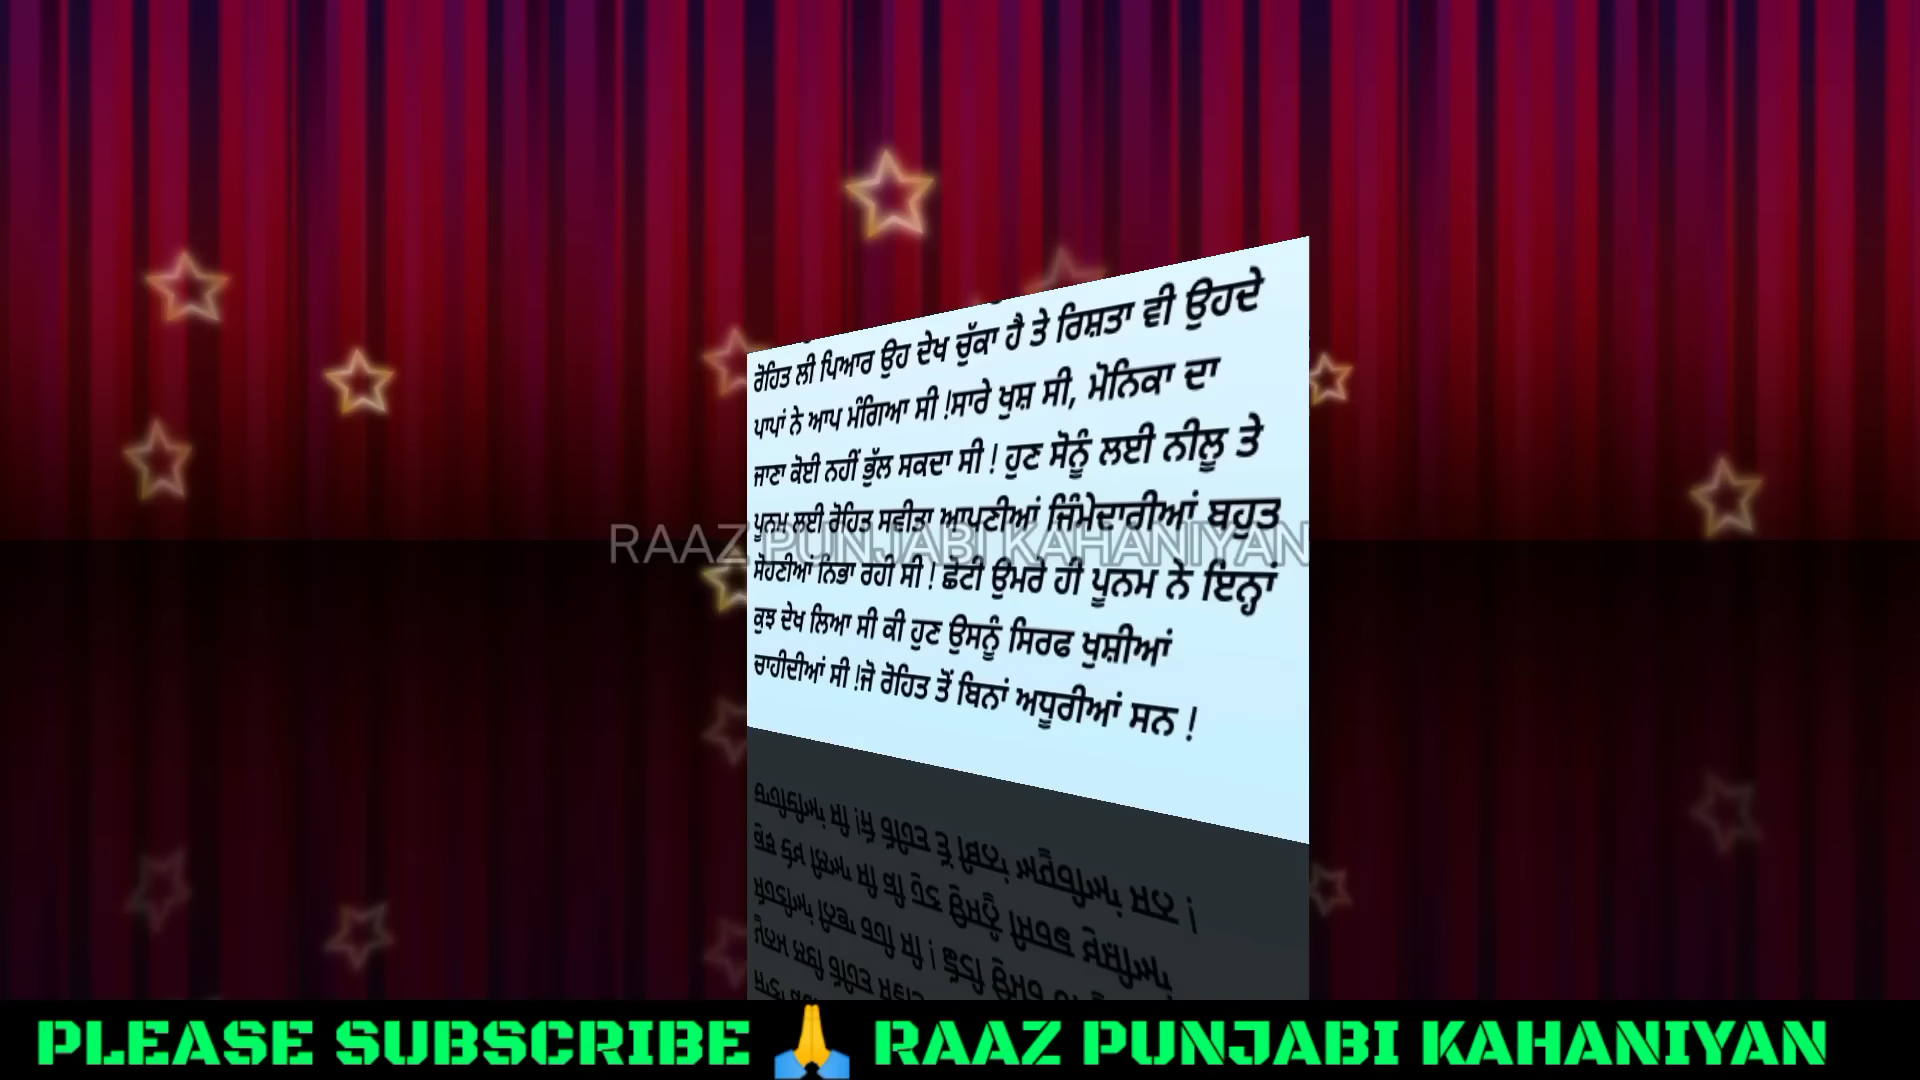 ਰੋਹਿਤ ਲੀ ਪਿਆਰ ਉਹ ਦੇਖ ਚੁੱਕਾ ਹੈ ਤੇ ਰਿਸ਼ਤਾ ਵੀ ਉਹਦੇ
ਪਾਪਾਂ ਨੇ ਆਪ ਮੰਗਿਆ ਸੀ !ਸਾਰੇ ਖੁਸ਼ ਸੀ, ਮੋਨਿਕਾ ਦਾ
ਜਾਣਾ ਕੋਈ ਨਹੀਂ ਭੁੱਲ ਸਕਦਾ ਸੀ ! ਹੁਣ ਸੋਨੂੰ ਲਈ ਨੀਲੂ ਤੇ
ਪੂਨਮ ਲਈ ਰੋਹਿਤ ਸਵੀਤਾ ਆਪਣੀਆਂ ਜਿੰਮੇਦਾਰੀਆਂ ਬਹੁਤ
RAAZ PUNJABI KAHANIYAN
ਸੋਹਣੀਆਂ ਨਿਭਾ ਰਹੀ ਸੀ ! ਛੋਟੀ ਉਮਰੇ ਹੀ ਪੂਨਮ ਨੇ ਇਨ੍ਹਾਂ
ਕੁਝ ਦੇਖ ਲਿਆ ਸੀ ਕੀ ਹੁਣ ਉਸਨੂੰ ਸਿਰਫ ਖੁਸ਼ੀਆਂ
ਚਾਹੀਦੀਆਂ ਸੀ !ਜੋ ਰੋਹਿਤ ਤੋਂ ਬਿਨਾਂ ਅਧੂਰੀਆਂ ਸਨ !
PLEASE SUBSCRIBE 🙏 RAAZ PUNJABI KAHANIYAN